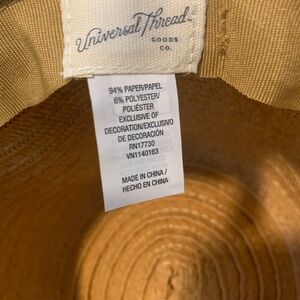 Universal Thread
GOODS
CO.
94% PAPER/PAPEL
6% POLYESTER/
POLIÉSTER
EXCLUSIVE OF
DECORATION/EXCLUSIVO
DE DECORACIÓN
RN17730
VN1140163
MADE IN CHINA /
HECHO EN CHINA